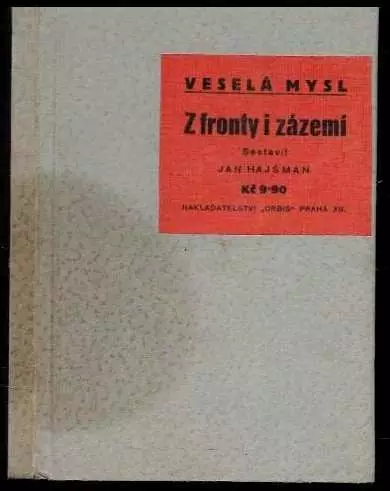 VESELÁ MYSL
Z fronty i zázemí
Sestavil
JAN HAJŠMAN
Kč 9·90
NAKLADATELSTVÍ „ORBIS“ PRAHA XII.